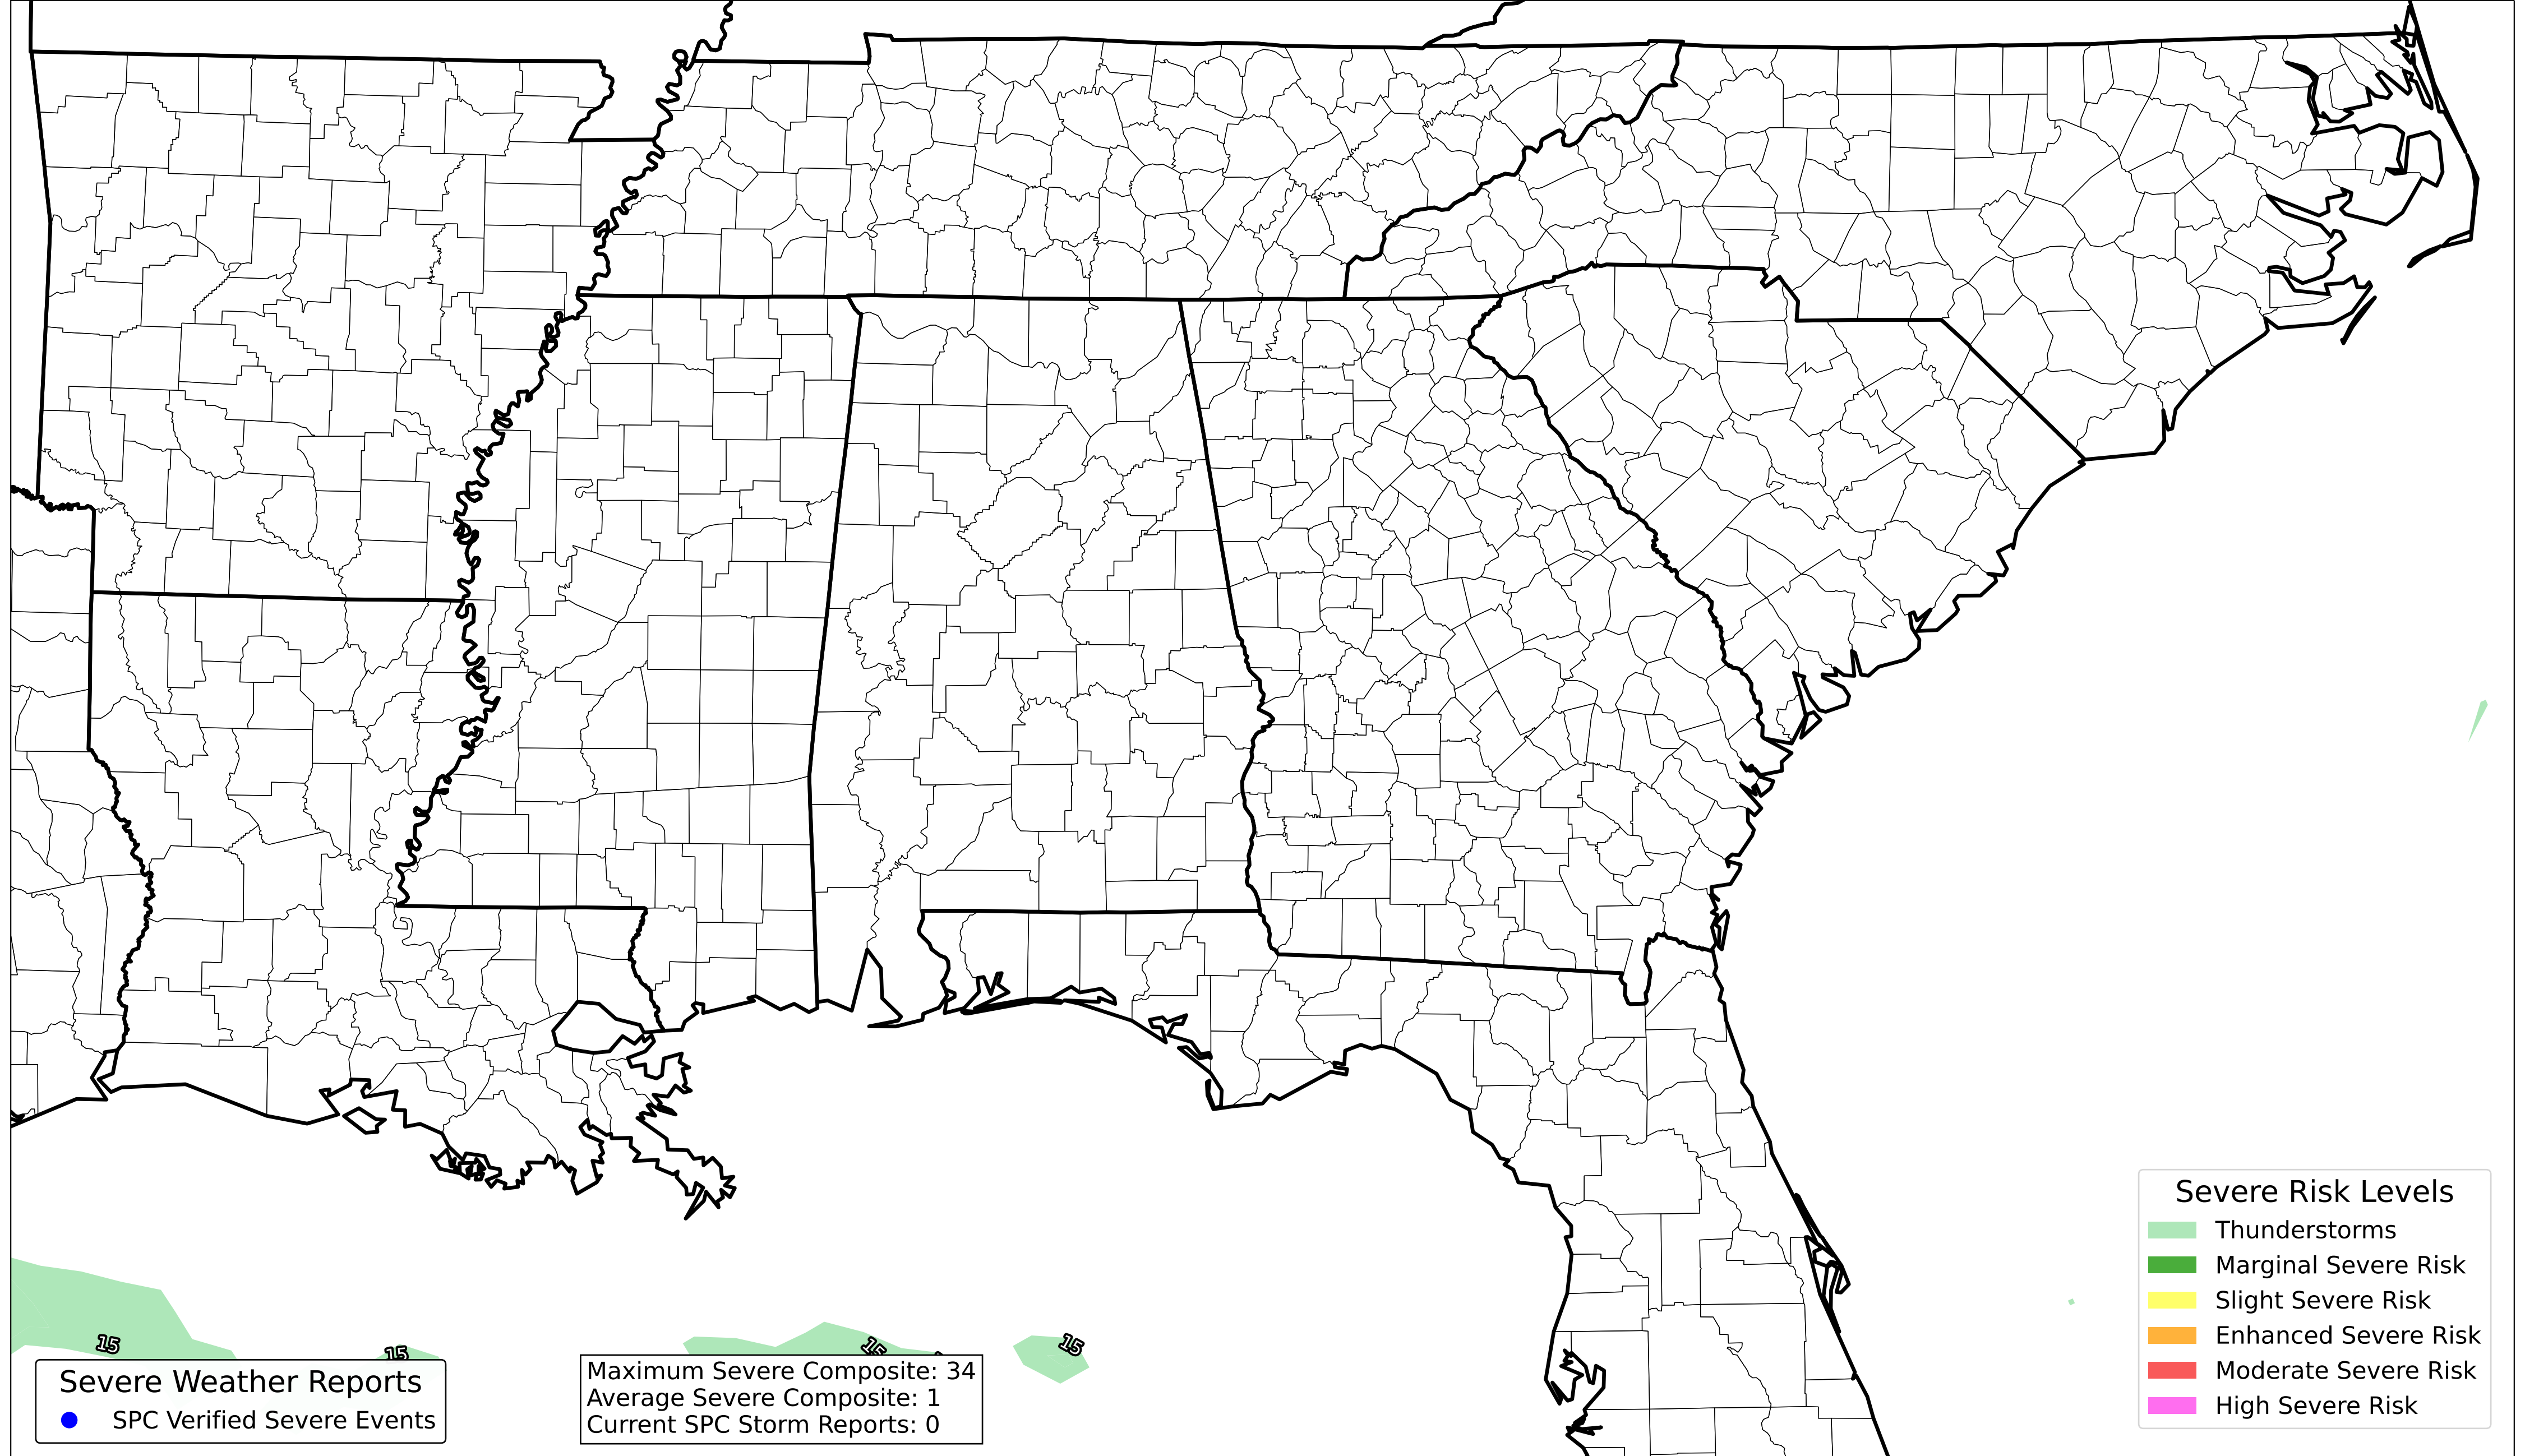 15
15
15
15
Severe Weather Reports
SPC Verified Severe Events
Maximum Severe Composite: 34
Average Severe Composite: 1
Current SPC Storm Reports: 0
Severe Risk Levels
Thunderstorms
Marginal Severe Risk
Slight Severe Risk
Enhanced Severe Risk
Moderate Severe Risk
High Severe Risk